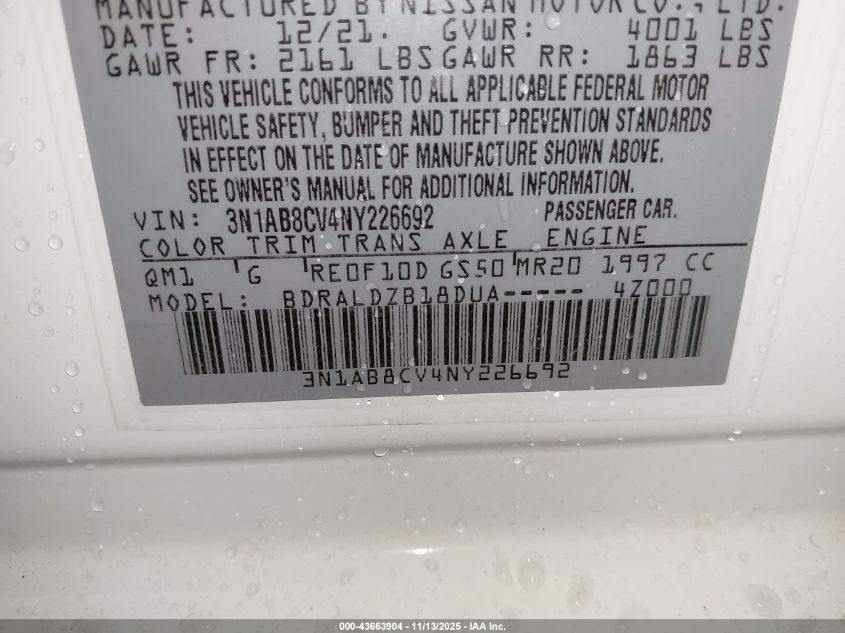 MANUFACTURED BY NISSAN MOTOR CO., LTD.
DATE: 12/21. GVWR: 4001 LBS
GAWR FR: 2161 LBS GAWR RR: 1863 LBS
THIS VEHICLE CONFORMS TO ALL APPLICABLE FEDERAL MOTOR
VEHICLE SAFETY, BUMPER AND THEFT PREVENTION STANDARDS
IN EFFECT ON THE DATE OF MANUFACTURE SHOWN ABOVE.
SEE OWNER'S MANUAL FOR ADDITIONAL INFORMATION.
VIN: 3N1AB8CV4NY226692 PASSENGER CAR.
COLOR TRIM TRANS AXLE ENGINE
QM1 G RE0F10D GS50 MR20 1997 CC
MODEL: BDRALDZB18DUA----- 4Z000
3N1AB8CV4NY226692
000-43663904 - 11/13/2025 - IAA Inc.